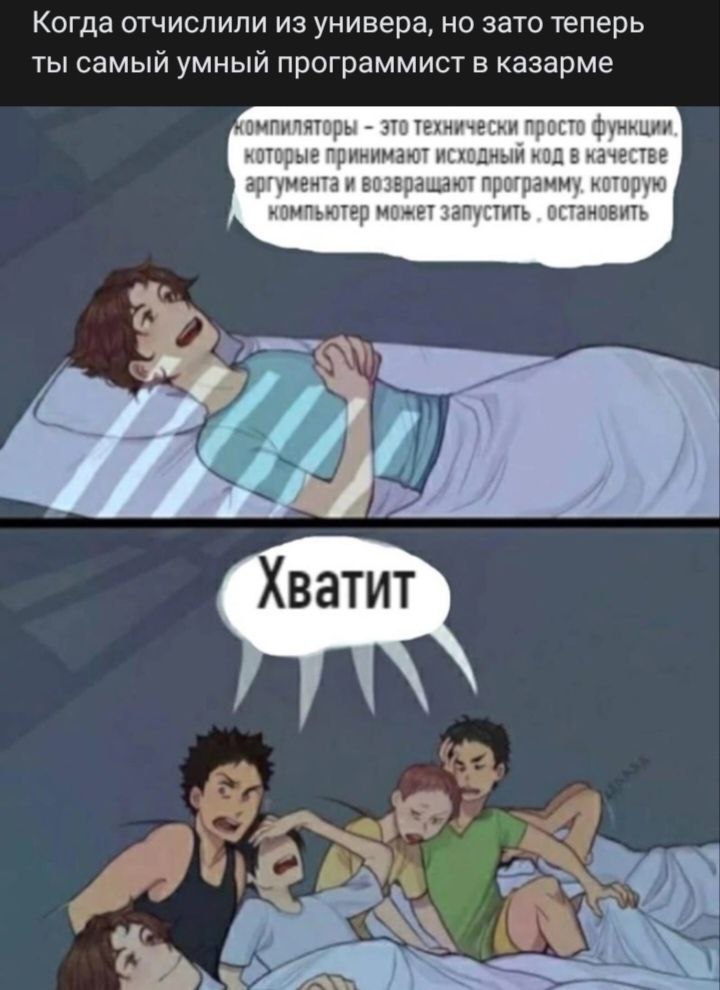 Когда отчислили из универа, но зато теперь
ты самый умный программист в казарме
компиляторы - это технически просто функции,
которые принимают исходный код в качестве
аргумента и возвращают программу, которую
компьютер может запустить , остановить
Хватит